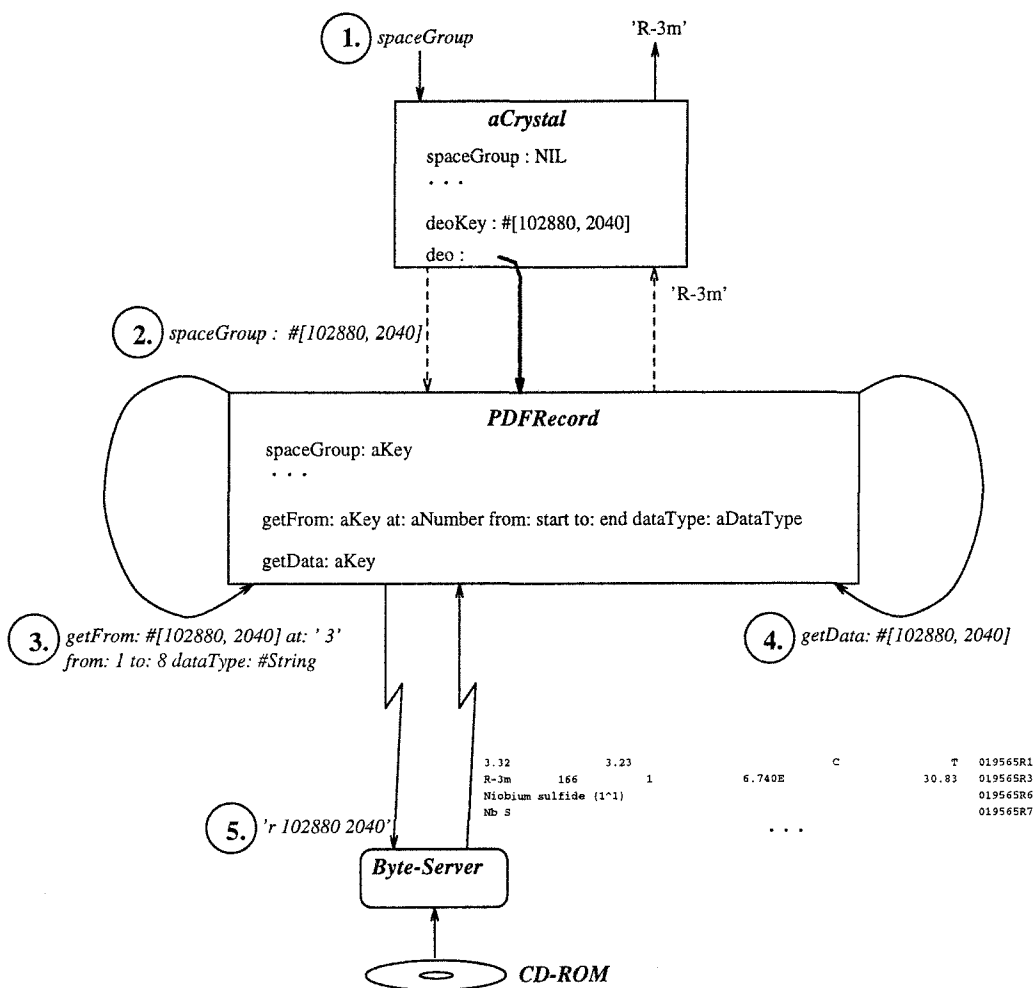 1. spaceGroup
'R-3m'
aCrystal
spaceGroup : NIL
. . .
deoKey : #[102880, 2040]
deo :
'R-3m'
2. spaceGroup : #[102880, 2040]
PDFRecord
spaceGroup: aKey
. . .
getFrom: aKey at: aNumber from: start to: end dataType: aDataType
getData: aKey
3. getFrom: #[102880, 2040] at: ' 3'
from: 1 to: 8 dataType: #String
4. getData: #[102880, 2040]
3.32 3.23 C T 019565R1
R-3m 166 1 6.740E 30.83 019565R3
Niobium sulfide (1^1) 019565R6
Nb S 019565R7
. . .
5. 'r 102880 2040'
Byte-Server
CD-ROM